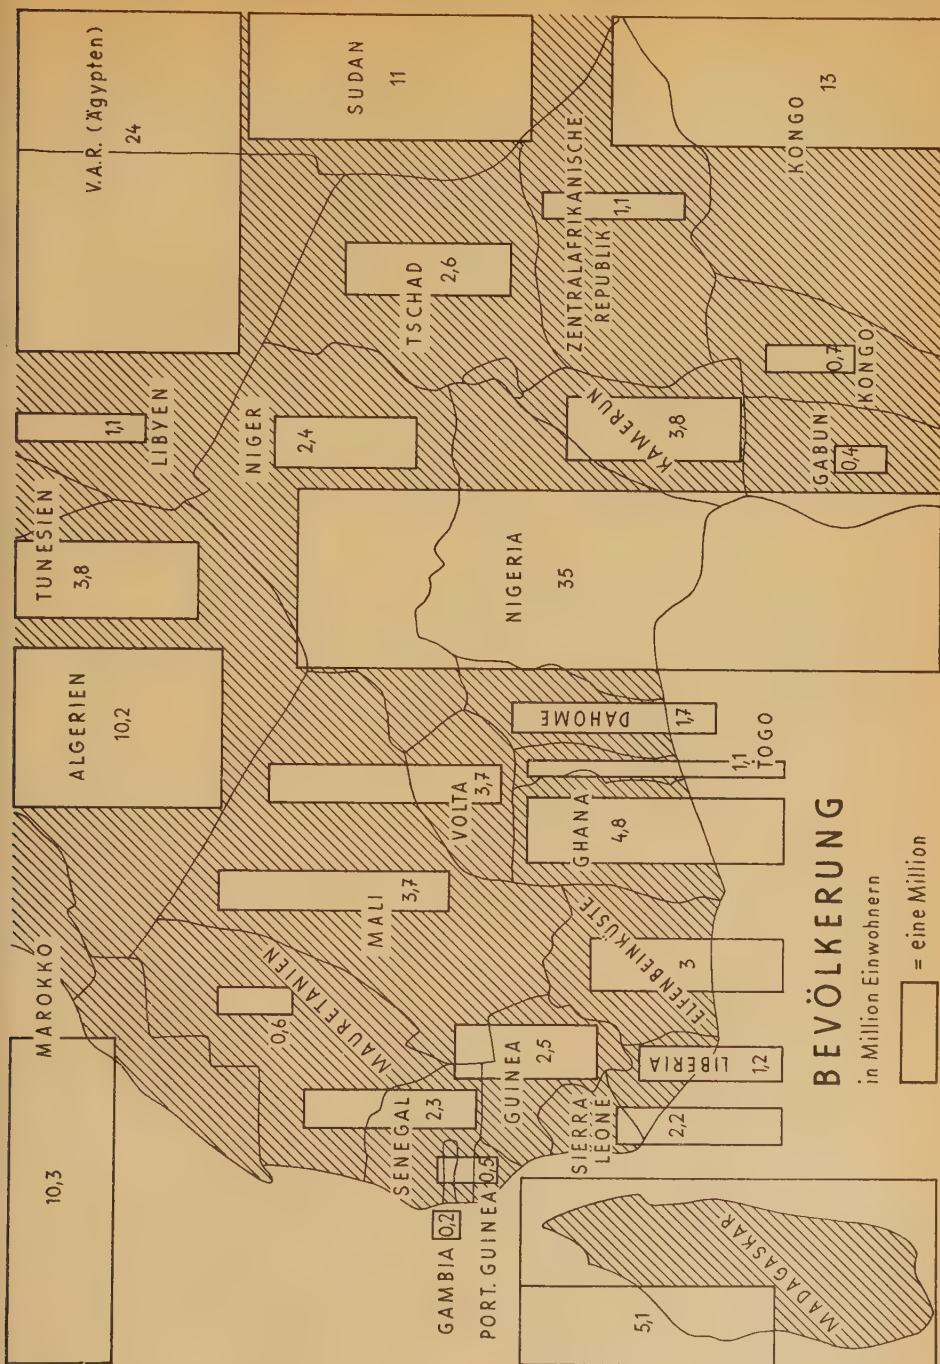 MAROKKO
10,3
ALGERIEN
10,2
TUNESIEN
3,8
1,1
LIBYEN
V.A.R. (Ägypten)
24
0,6
MAURETANIEN
MALI
3,7
VOLTA
3,7
NIGER
2,4
TSCHAD
2,6
SUDAN
11
SENEGAL
2,3
GAMBIA 0,2
PORT. GUINEA 0,5
GUINEA
2,5
SIERRA
LEONE
2,2
LIBERIA
1,2
ELFENBEINKÜSTE
3
GHANA
4,8
1,1
TOGO
DAHOME
1,7
NIGERIA
35
KAMERUN
3,8
ZENTRALAFRIKANISCHE
REPUBLIK
1,1
GABUN
0,4
0,7
KONGO
KONGO
13
MADAGASKAR
5,1
BEVÖLKERUNG
in Million Einwohnern
= eine Million